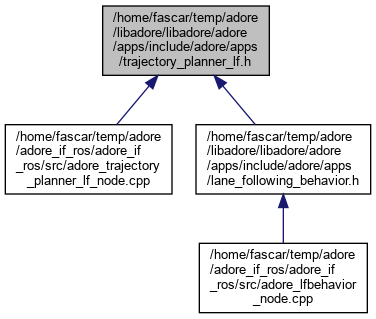 /home/fascar/temp/adore
/libadore/libadore/adore
/apps/include/adore/apps
/trajectory_planner_lf.h
/home/fascar/temp/adore
/adore_if_ros/adore_if
_ros/src/adore_trajectory
_planner_lf_node.cpp
/home/fascar/temp/adore
/libadore/libadore/adore
/apps/include/adore/apps
/lane_following_behavior.h
/home/fascar/temp/adore
/adore_if_ros/adore_if
_ros/src/adore_lfbehavior
_node.cpp